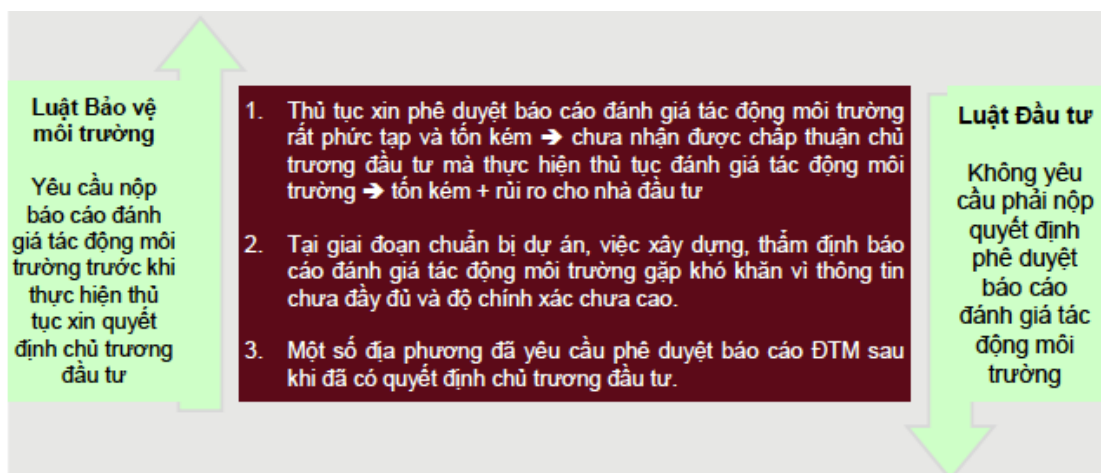 Luật Bảo vệ
môi trường
Yêu cầu nộp
báo cáo đánh
giá tác động môi
trường trước khi
thực hiện thủ
tục xin quyết
định chủ trương
đầu tư
1. Thủ tục xin phê duyệt báo cáo đánh giá tác động môi trường
rất phức tạp và tốn kém ➔ chưa nhận được chấp thuận chủ
trương đầu tư mà thực hiện thủ tục đánh giá tác động môi
trường ➔ tốn kém + rủi ro cho nhà đầu tư
2. Tại giai đoạn chuẩn bị dự án, việc xây dựng, thẩm định báo
cáo đánh giá tác động môi trường gặp khó khăn vì thông tin
chưa đầy đủ và độ chính xác chưa cao.
3. Một số địa phương đã yêu cầu phê duyệt báo cáo ĐTM sau
khi đã có quyết định chủ trương đầu tư.
Luật Đầu tư
Không yêu
cầu phải nộp
quyết định
phê duyệt
báo cáo
đánh giá tác
động môi
trường